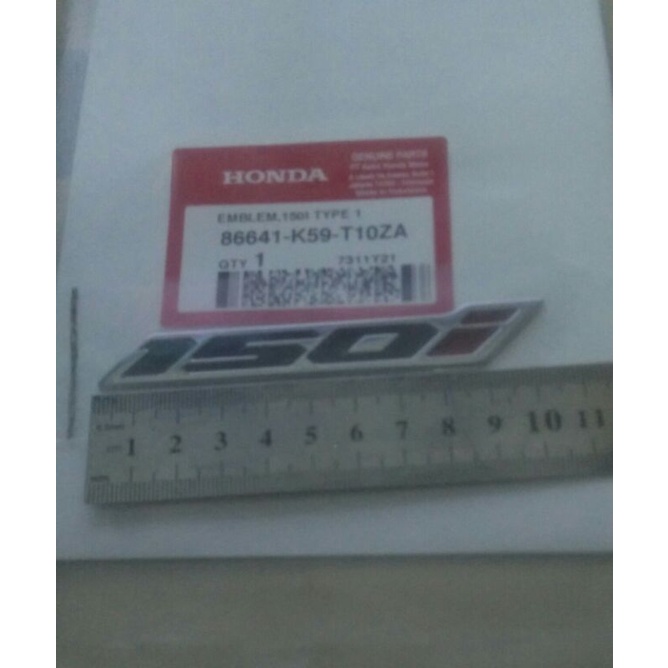 HONDA
GENUINE PARTS
EMBLEM,150I TYPE 1
86641-K59-T10ZA
QTY 1
7311T21
150i
1 2 3 4 5 6 7 8 9 10 11